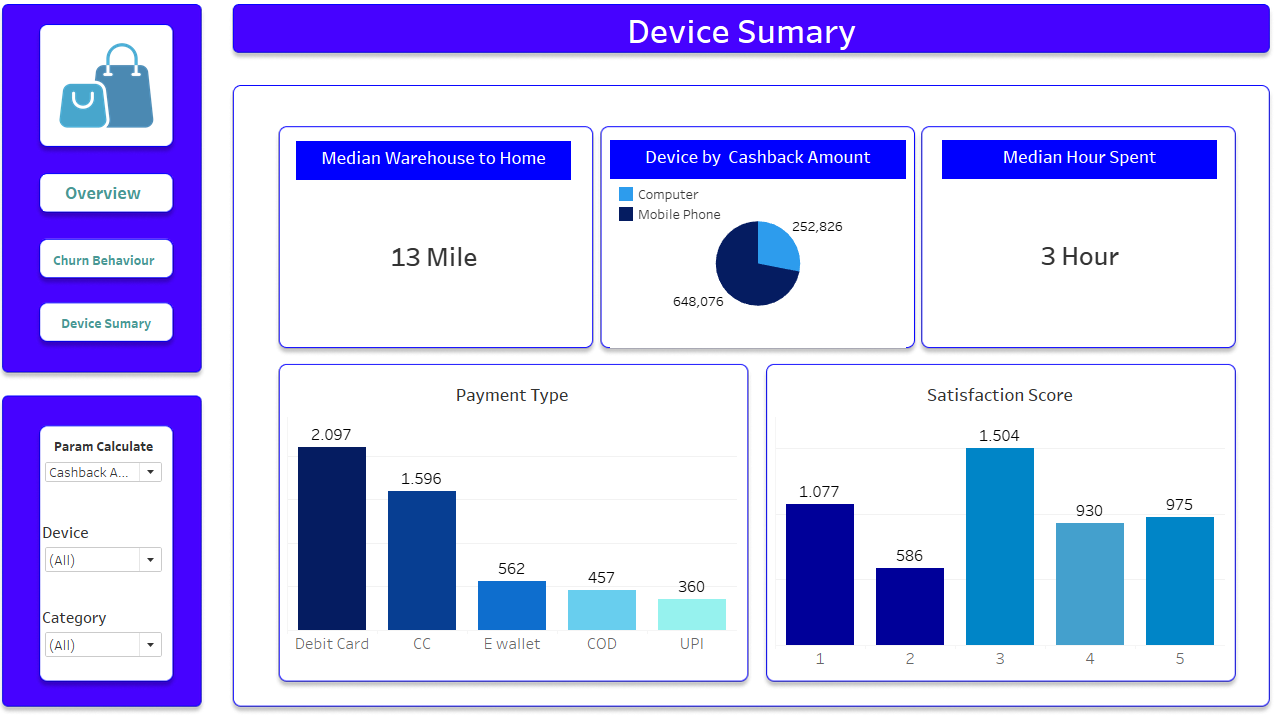 Device Sumary
Overview
Churn Behaviour
Device Sumary
Param Calculate
Cashback A...
Device
(All)
Category
(All)
Median Warehouse to Home
13 Mile
Device by  Cashback Amount
Computer
Mobile Phone
252,826
648,076
Median Hour Spent
3 Hour
Payment Type
2.097
1.596
562
457
360
Debit Card
CC
E wallet
COD
UPI
Satisfaction Score
1.077
586
1.504
930
975
1
2
3
4
5